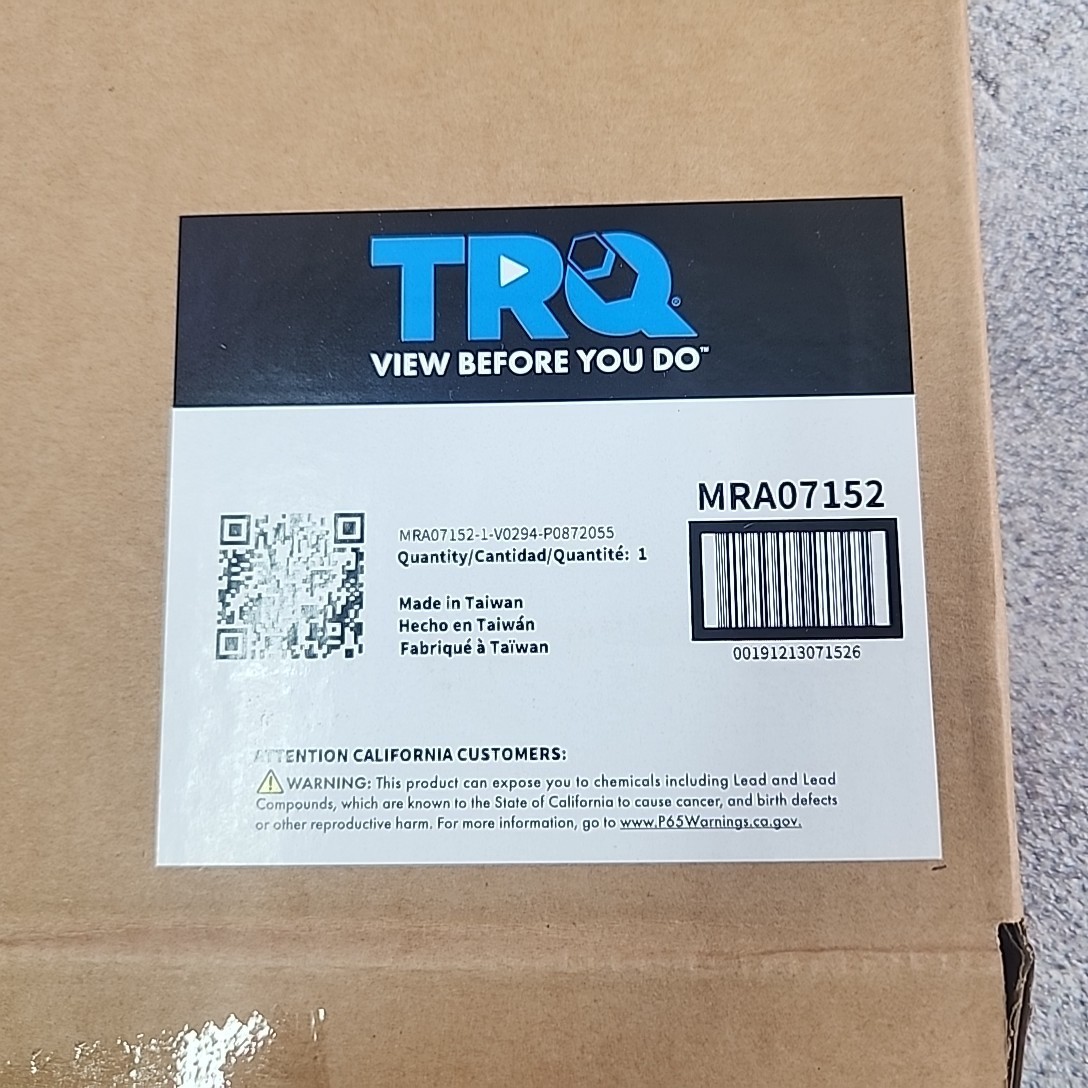 TRQ®
VIEW BEFORE YOU DO™
MRA07152
MRA07152-1-V0294-P0872055
Quantity/Cantidad/Quantité: 1
Made in Taiwan
Hecho en Taiwán
Fabriqué à Taïwan
00191213071526
ATTENTION CALIFORNIA CUSTOMERS:
WARNING: This product can expose you to chemicals including Lead and Lead
Compounds, which are known to the State of California to cause cancer, and birth defects
or other reproductive harm. For more information, go to www.P65Warnings.ca.gov.